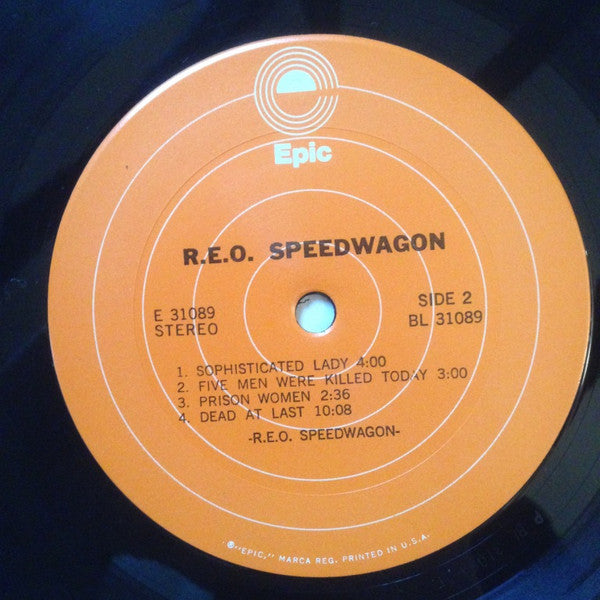 Epic
R.E.O. SPEEDWAGON
E 31089
STEREO
SIDE 2
BL 31089
1. SOPHISTICATED LADY 4:00
2. FIVE MEN WERE KILLED TODAY 3:00
3. PRISON WOMEN 2:36
4. DEAD AT LAST 10:08
-R.E.O. SPEEDWAGON-
®"EPIC," MARCA REG. PRINTED IN U.S.A.